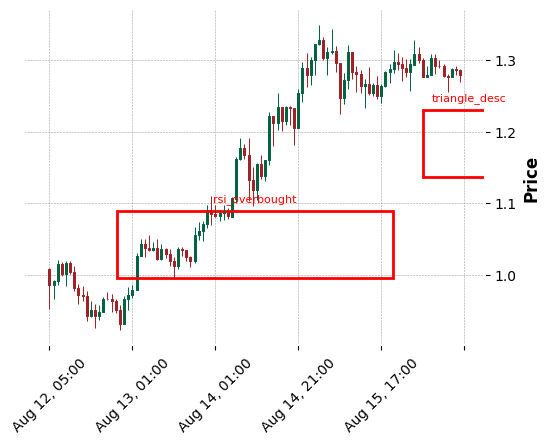 1.3
triangle_desc
1.2
Price
rsi_overbought
1.1
1.0
Aug 12, 05:00
Aug 13, 01:00
Aug 14, 01:00
Aug 14, 21:00
Aug 15, 17:00